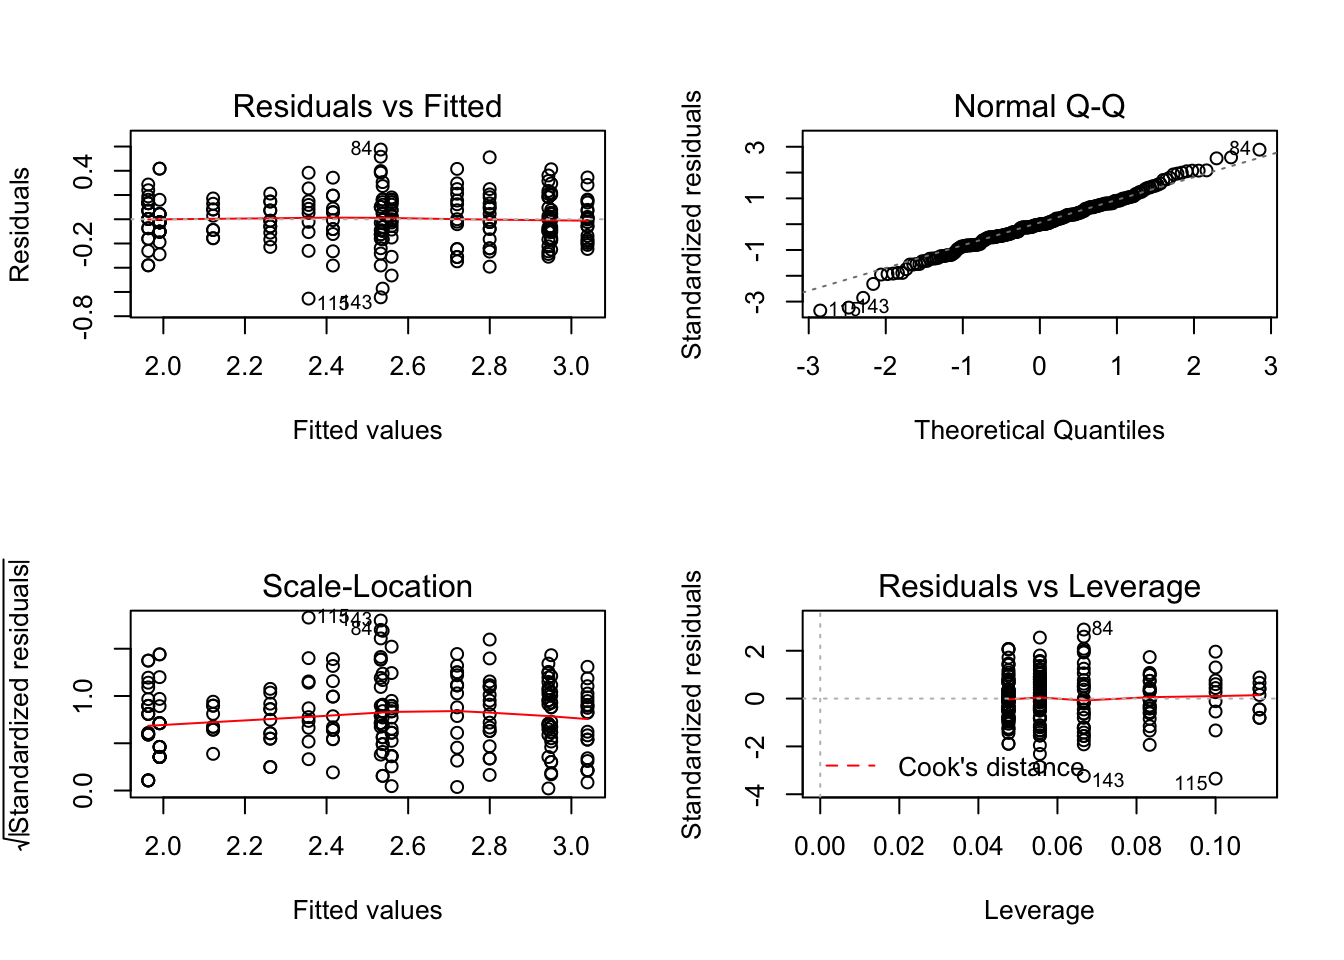 Residuals vs Fitted
Residuals
0.4
-0.2
-0.8
84
115
143
2.0 2.2 2.4 2.6 2.8 3.0
Fitted values
Normal Q-Q
Standardized residuals
3
1
-1
-3
84
115
143
-3 -2 -1 0 1 2 3
Theoretical Quantiles
Scale-Location
√|Standardized residuals|
1.0
0.0
115
143
84
2.0 2.2 2.4 2.6 2.8 3.0
Fitted values
Residuals vs Leverage
Standardized residuals
2
0
-2
-4
84
Cook's distance
143
115
0.00 0.02 0.04 0.06 0.08 0.10
Leverage